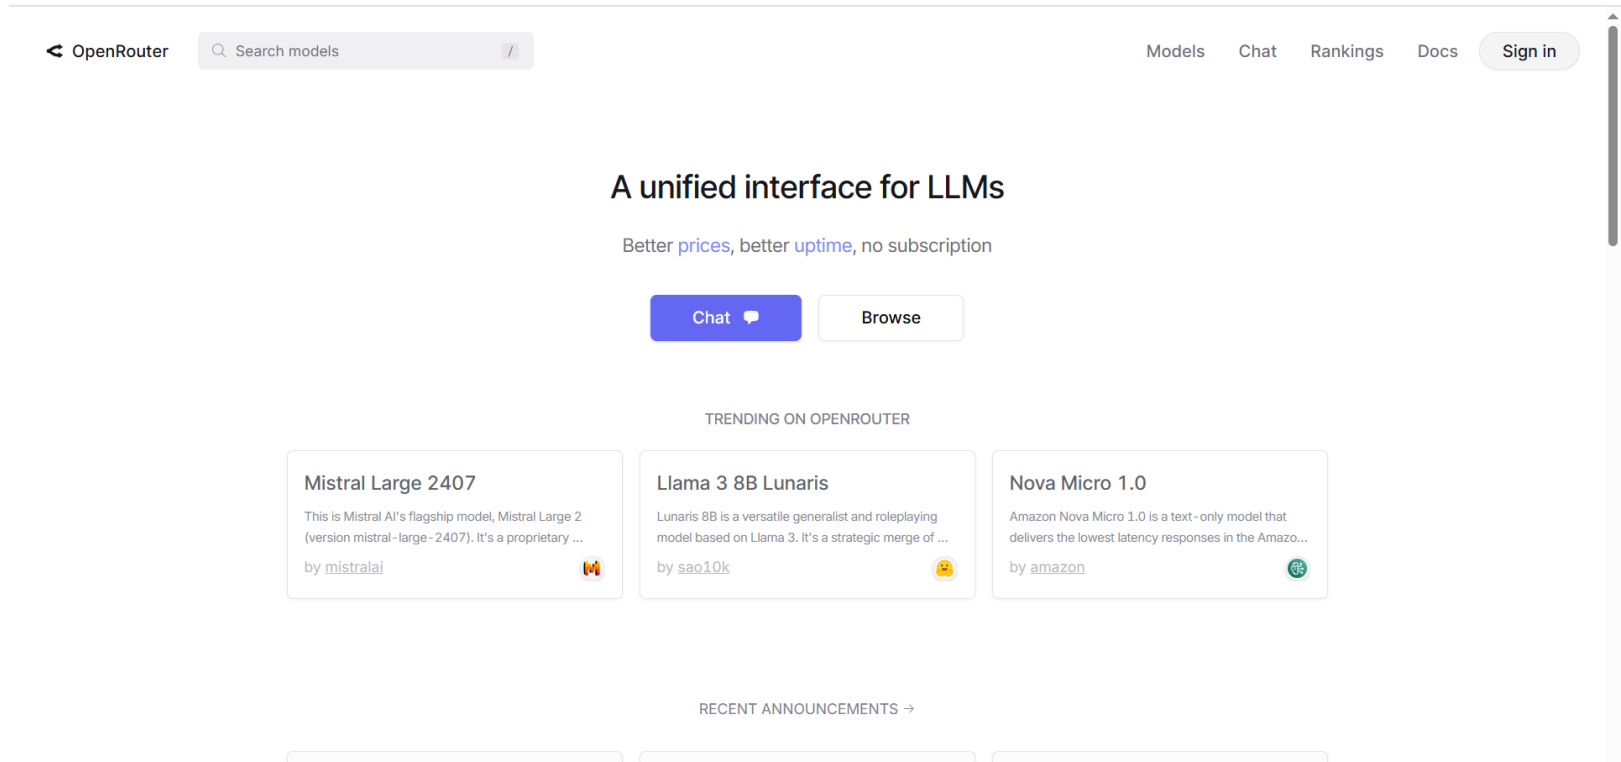 OpenRouter
Search models
/
Models
Chat
Rankings
Docs
Sign in
A unified interface for LLMs
Better prices, better uptime, no subscription
Chat
Browse
TRENDING ON OPENROUTER
Mistral Large 2407
This is Mistral AI's flagship model, Mistral Large 2
(version mistral-large-2407). It's a proprietary ...
by mistralai
Llama 3 8B Lunaris
Lunaris 8B is a versatile generalist and roleplaying
model based on Llama 3. It's a strategic merge of ...
by sao10k
Nova Micro 1.0
Amazon Nova Micro 1.0 is a text-only model that
delivers the lowest latency responses in the Amazo...
by amazon
RECENT ANNOUNCEMENTS →